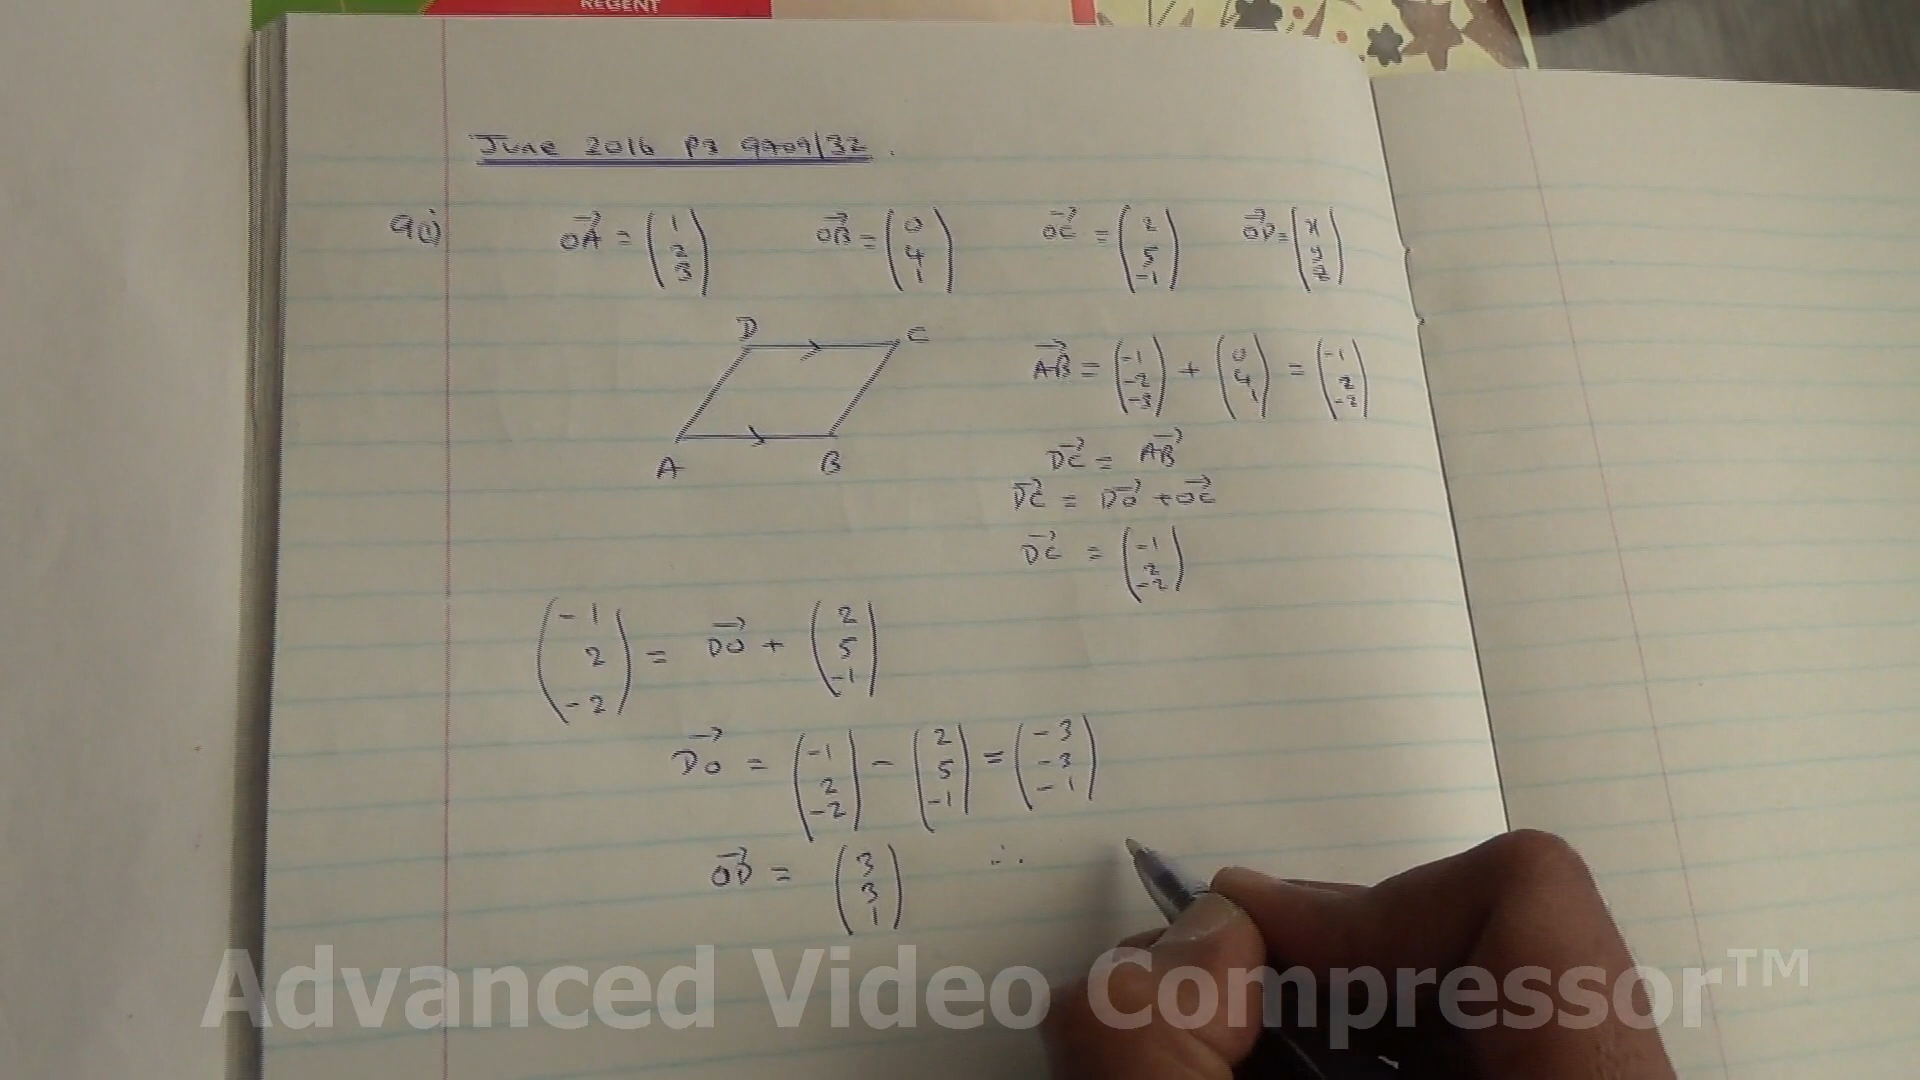 REGENT
June 2016 P3 9709/32.
9(i) →OA = (1 2 3) →OB = (0 4 1) →OC = (2 5 -1) →OD = (x y z)
D C
A B
→AB = (-1 -2 -3) + (0 4 1) = (-1 2 -2)
→DC = →AB
→DC = →DO + →OC
→DC = (-1 2 -2)
(-1 2 -2) = →DO + (2 5 -1)
→DO = (-1 2 -2) - (2 5 -1) = (-3 -3 -1)
→OD = (3 3 1) ∴
Advanced Video Compressor™